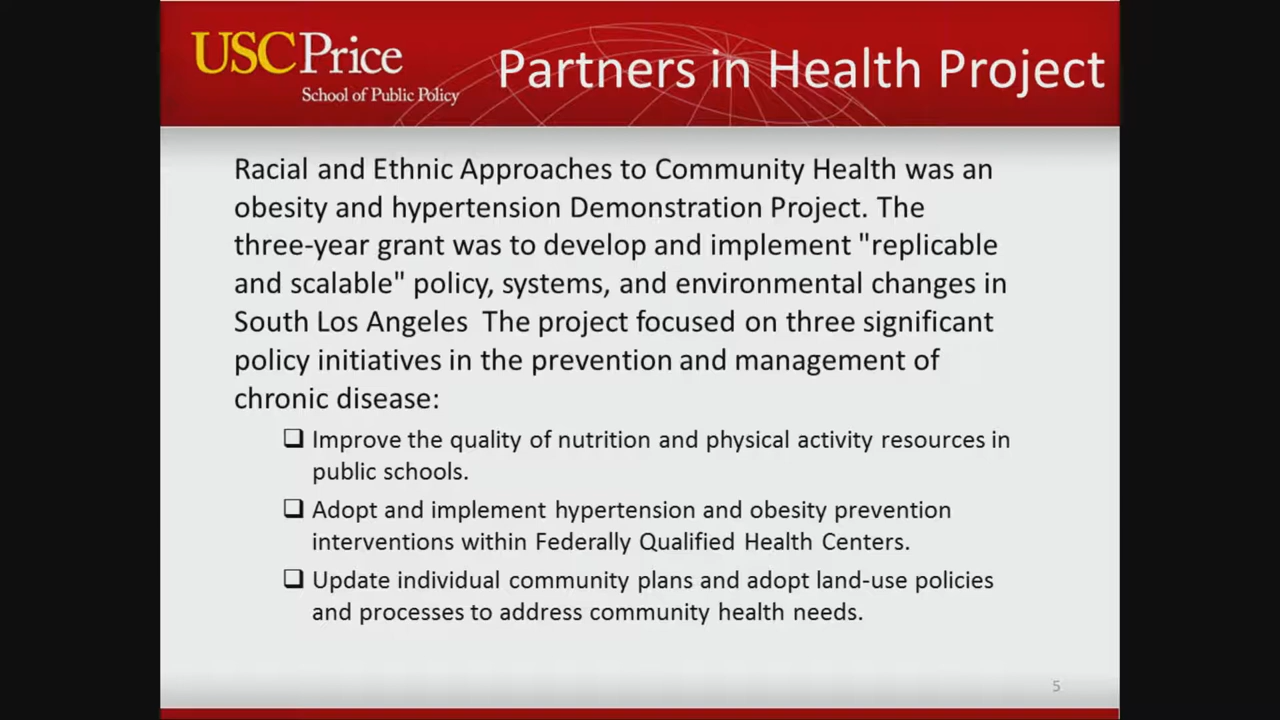 USCPrice
School of Public Policy
Partners in Health Project
Racial and Ethnic Approaches to Community Health was an
obesity and hypertension Demonstration Project. The
three-year grant was to develop and implement "replicable
and scalable" policy, systems, and environmental changes in
South Los Angeles  The project focused on three significant
policy initiatives in the prevention and management of
chronic disease:
❑ Improve the quality of nutrition and physical activity resources in
public schools.
❑ Adopt and implement hypertension and obesity prevention
interventions within Federally Qualified Health Centers.
❑ Update individual community plans and adopt land-use policies
and processes to address community health needs.
5